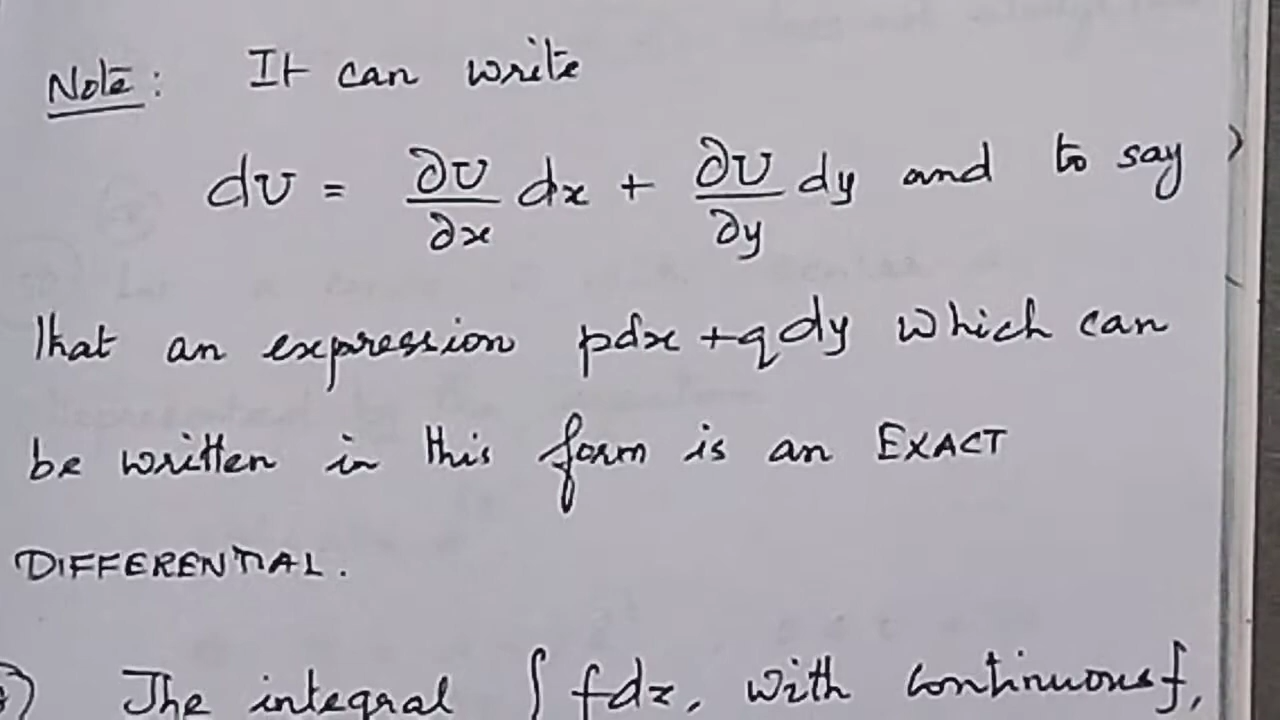 Note: It can write
dU = ∂U/∂x dx + ∂U/∂y dy and to say
that an expression pdx + qdy which can
be written in this form is an EXACT
DIFFERENTIAL.
) The integral ∫ fdz, with continuous f,